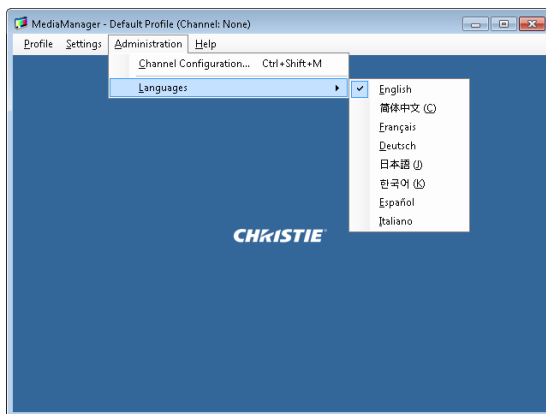 MediaManager - Default Profile (Channel: None)
Profile Settings Administration Help
Channel Configuration... Ctrl+Shift+M
Languages
English
简体中文 (C)
Français
Deutsch
日本語 (J)
한국어 (K)
Español
Italiano
CHRISTIE